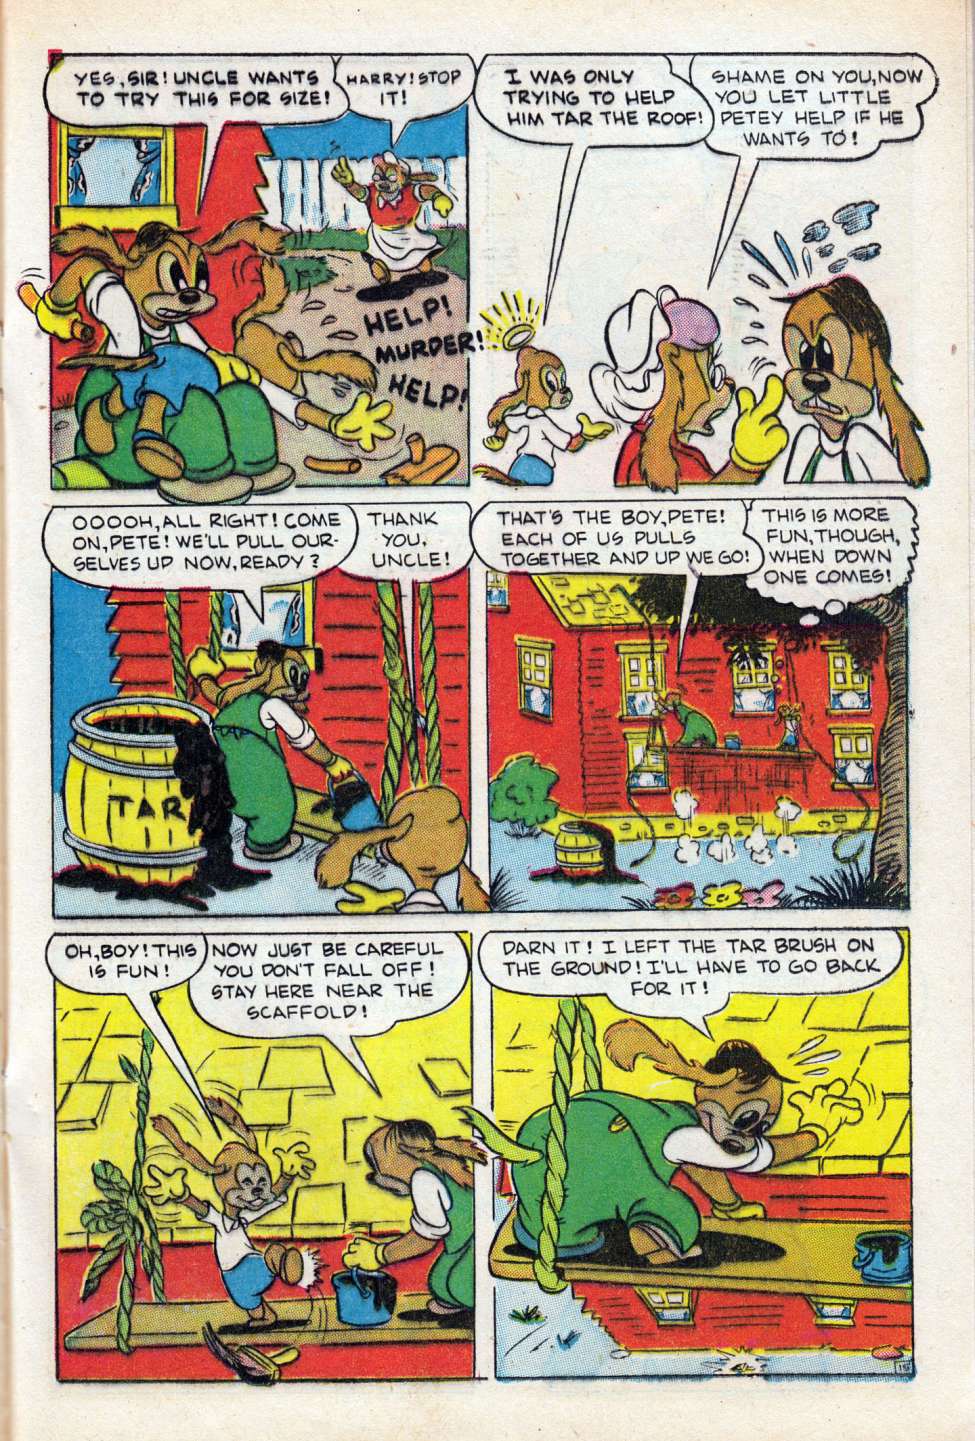 YES, SIR! UNCLE WANTS
TO TRY THIS FOR SIZE!
HARRY! STOP
IT!
HELP!
MURDER!
HELP!
I WAS ONLY
TRYING TO HELP
HIM TAR THE ROOF!
SHAME ON YOU, NOW
YOU LET LITTLE
PETEY HELP IF HE
WANTS TO!
OOOOH, ALL RIGHT! COME
ON, PETE! WE'LL PULL OUR-
SELVES UP NOW, READY?
THANK
YOU,
UNCLE!
TAR
THAT'S THE BOY, PETE!
EACH OF US PULLS
TOGETHER AND UP WE GO!
THIS IS MORE
FUN, THOUGH,
WHEN DOWN
ONE COMES!
OH, BOY! THIS
IS FUN!
NOW JUST BE CAREFUL
YOU DON'T FALL OFF!
STAY HERE NEAR THE
SCAFFOLD!
DARN IT! I LEFT THE TAR BRUSH ON
THE GROUND! I'LL HAVE TO GO BACK
FOR IT!